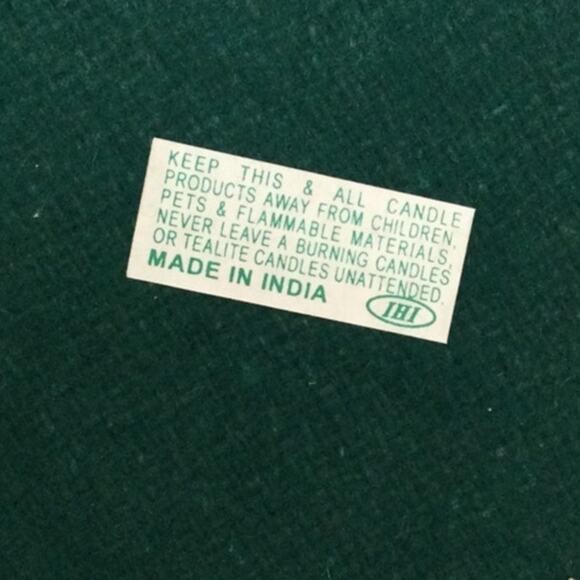 KEEP THIS & ALL CANDLE
PRODUCTS AWAY FROM CHILDREN,
PETS & FLAMMABLE MATERIALS,
NEVER LEAVE A BURNING CANDLES
OR TEALITE CANDLES UNATTENDED.
MADE IN INDIA
IHI